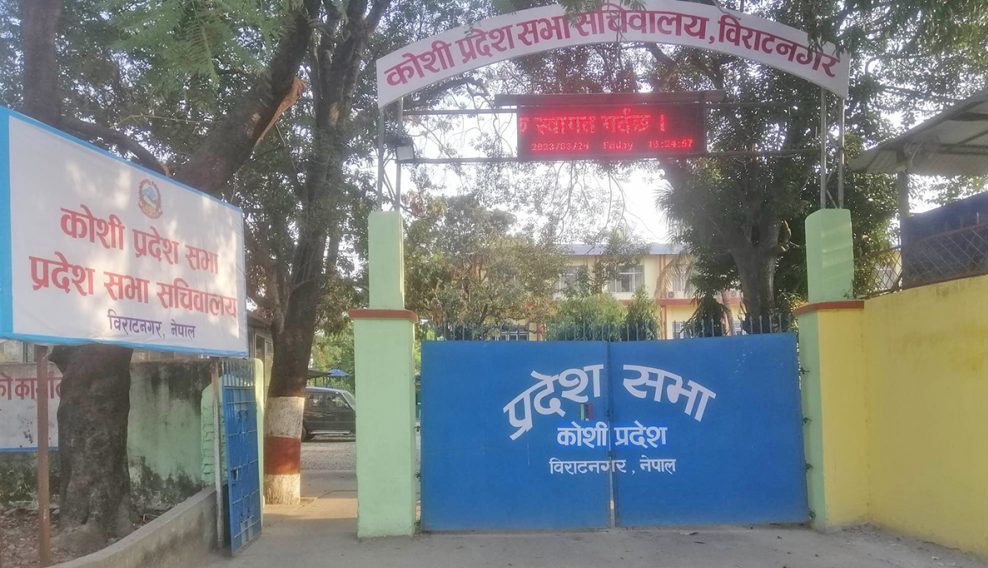 कोशी प्रदेश सभा सचिवालय, विराटनगर
स्वागत गर्दछ ।
2023/03/24 Friday
कोशी प्रदेश सभा
प्रदेश सभा सचिवालय
विराटनगर, नेपाल
प्रदेश सभा
कोशी प्रदेश
विराटनगर, नेपाल